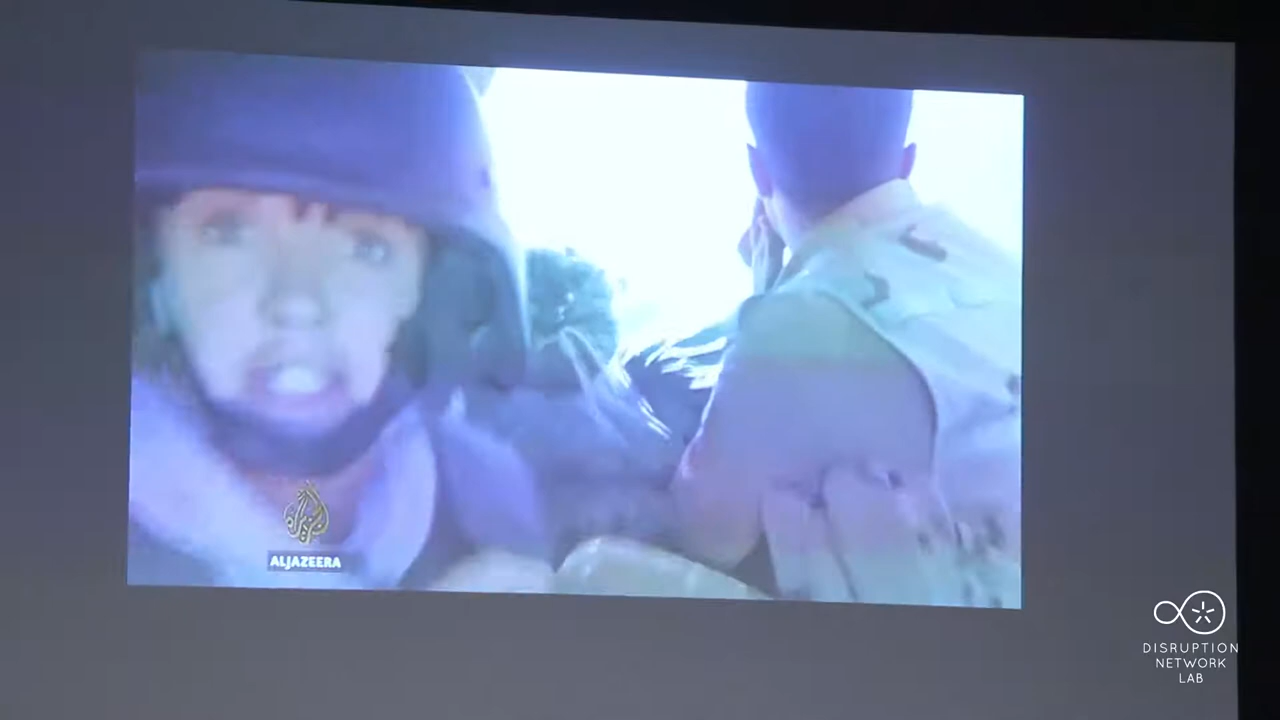 الجزيرة
ALJAZEERA
DISRUPTION
NETWORK
LAB